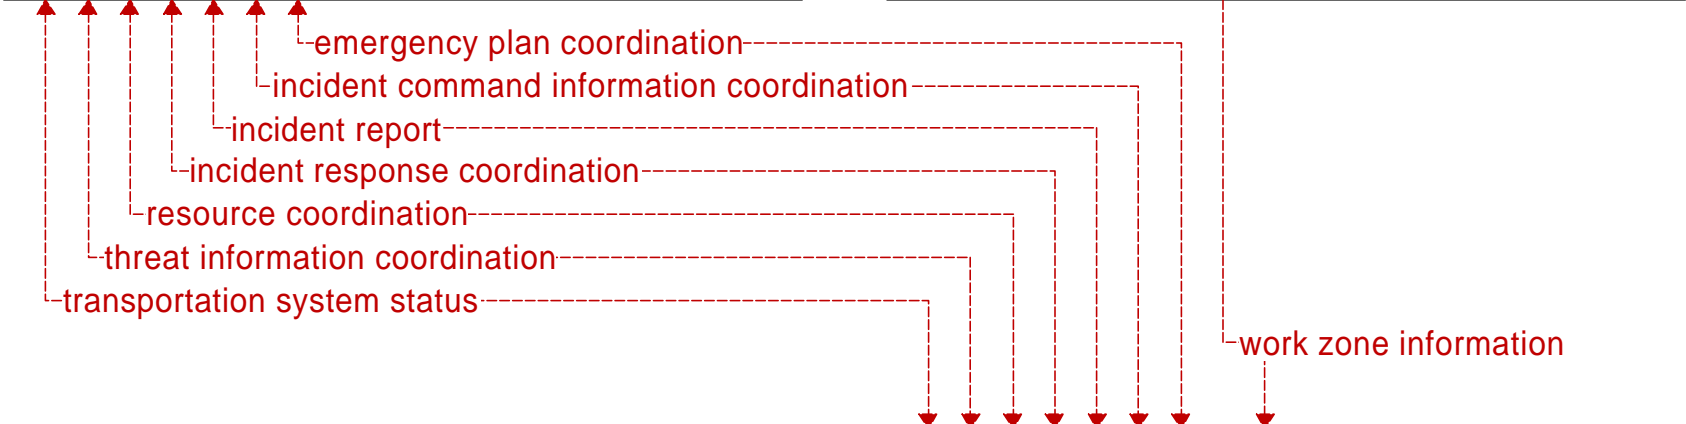 emergency plan coordination
incident command information coordination
incident report
incident response coordination
resource coordination
threat information coordination
transportation system status
work zone information